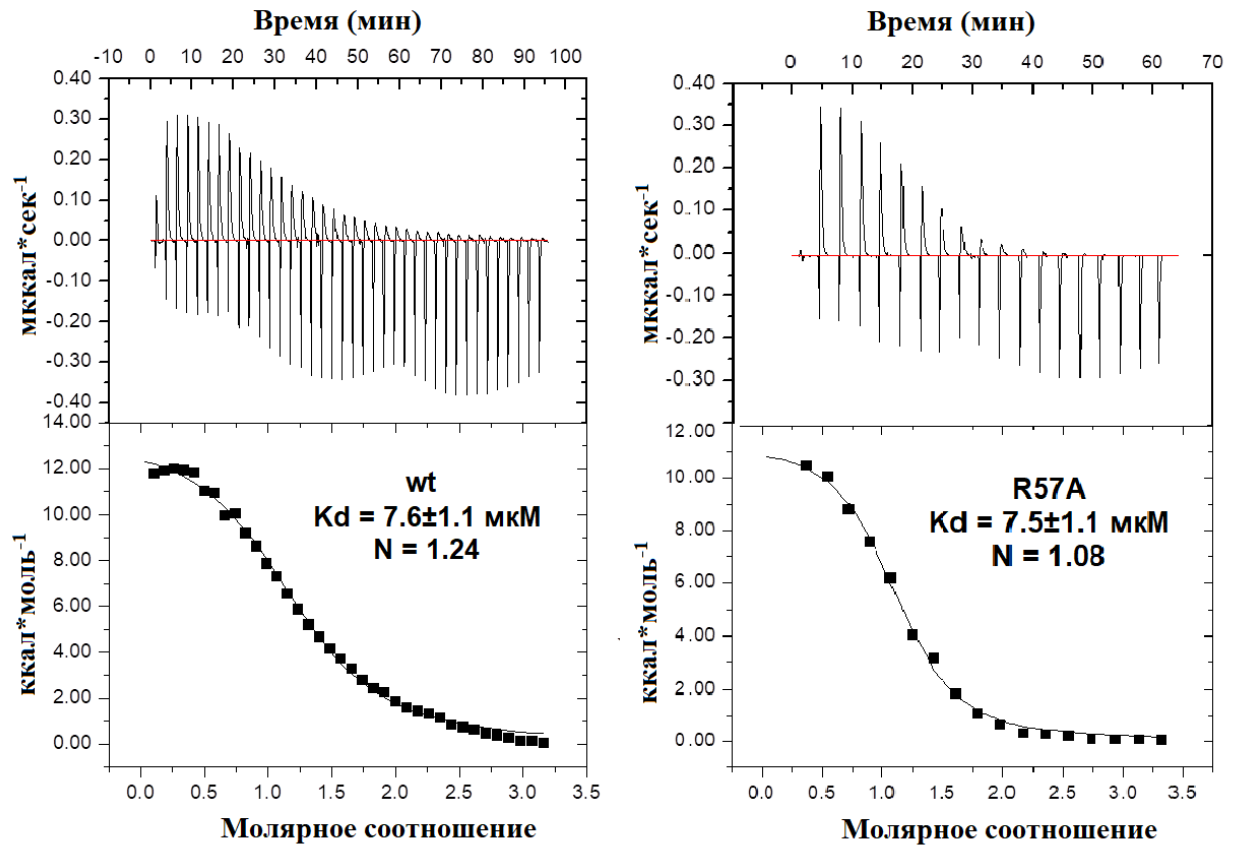 Время (мин)
-10 0 10 20 30 40 50 60 70 80 90 100
0.40
0.30
0.20
0.10
0.00
-0.10
-0.20
-0.30
-0.40
мккал*сек-1
14.00
12.00
10.00
8.00
6.00
4.00
2.00
0.00
ккал*моль-1
wt
Kd = 7.6±1.1 мкМ
N = 1.24
0.0 0.5 1.0 1.5 2.0 2.5 3.0 3.5
Молярное соотношение
Время (мин)
0 10 20 30 40 50 60 70
0.40
0.30
0.20
0.10
0.00
-0.10
-0.20
-0.30
мккал*сек-1
12.00
10.00
8.00
6.00
4.00
2.00
0.00
ккал*моль-1
R57A
Kd = 7.5±1.1 мкМ
N = 1.08
0.0 0.5 1.0 1.5 2.0 2.5 3.0 3.5
Молярное соотношение